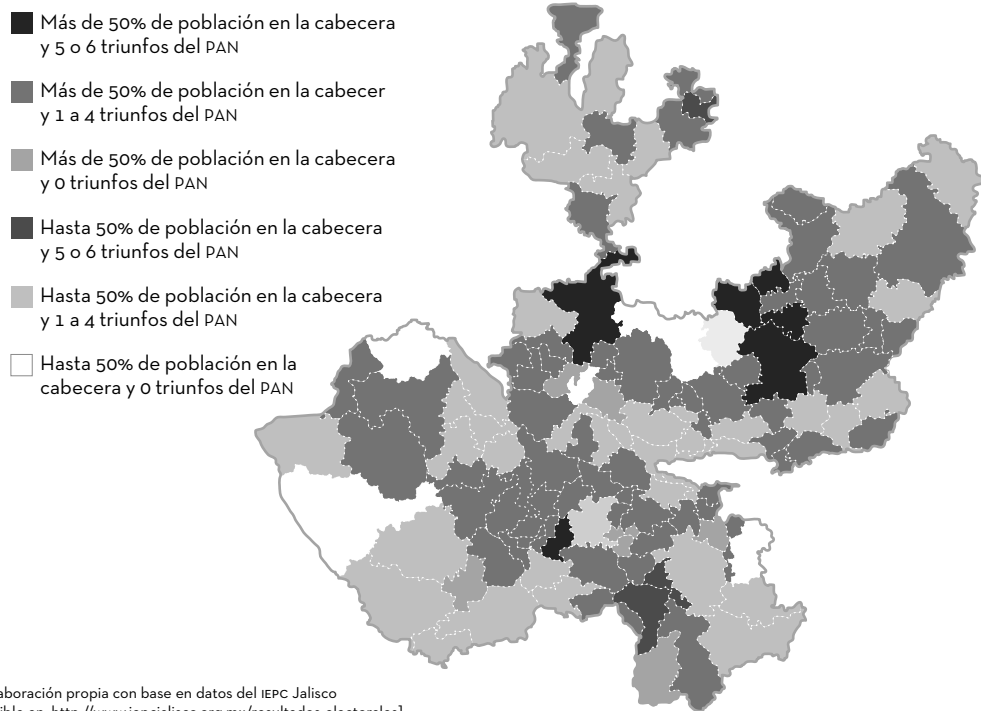 Más de 50% de población en la cabecera
y 5 o 6 triunfos del PAN
Más de 50% de población en la cabecer
y 1 a 4 triunfos del PAN
Más de 50% de población en la cabecera
y 0 triunfos del PAN
Hasta 50% de población en la cabecera
y 5 o 6 triunfos del PAN
Hasta 50% de población en la cabecera
y 1 a 4 triunfos del PAN
Hasta 50% de población en la
cabecera y 0 triunfos del PAN
aboración propia con base en datos del IEPC Jalisco